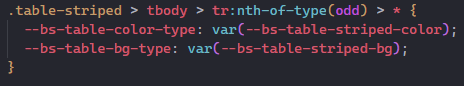 .table-striped > tbody > tr:nth-of-type(odd) > * {
  --bs-table-color-type: var(--bs-table-striped-color);
  --bs-table-bg-type: var(--bs-table-striped-bg);
}